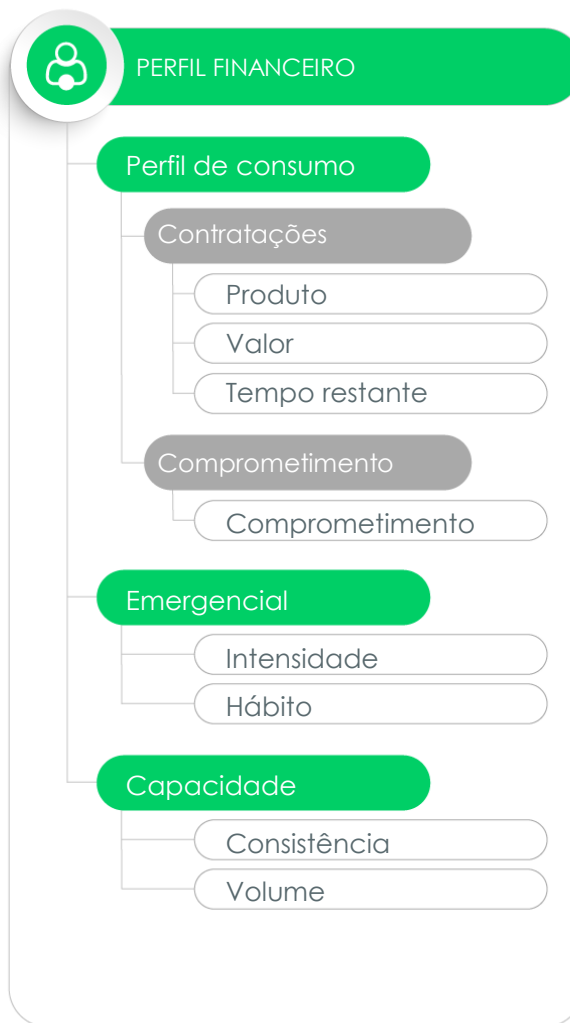 PERFIL FINANCEIRO
Perfil de consumo
Contratações
Produto
Valor
Tempo restante
Comprometimento
Comprometimento
Emergencial
Intensidade
Hábito
Capacidade
Consistência
Volume